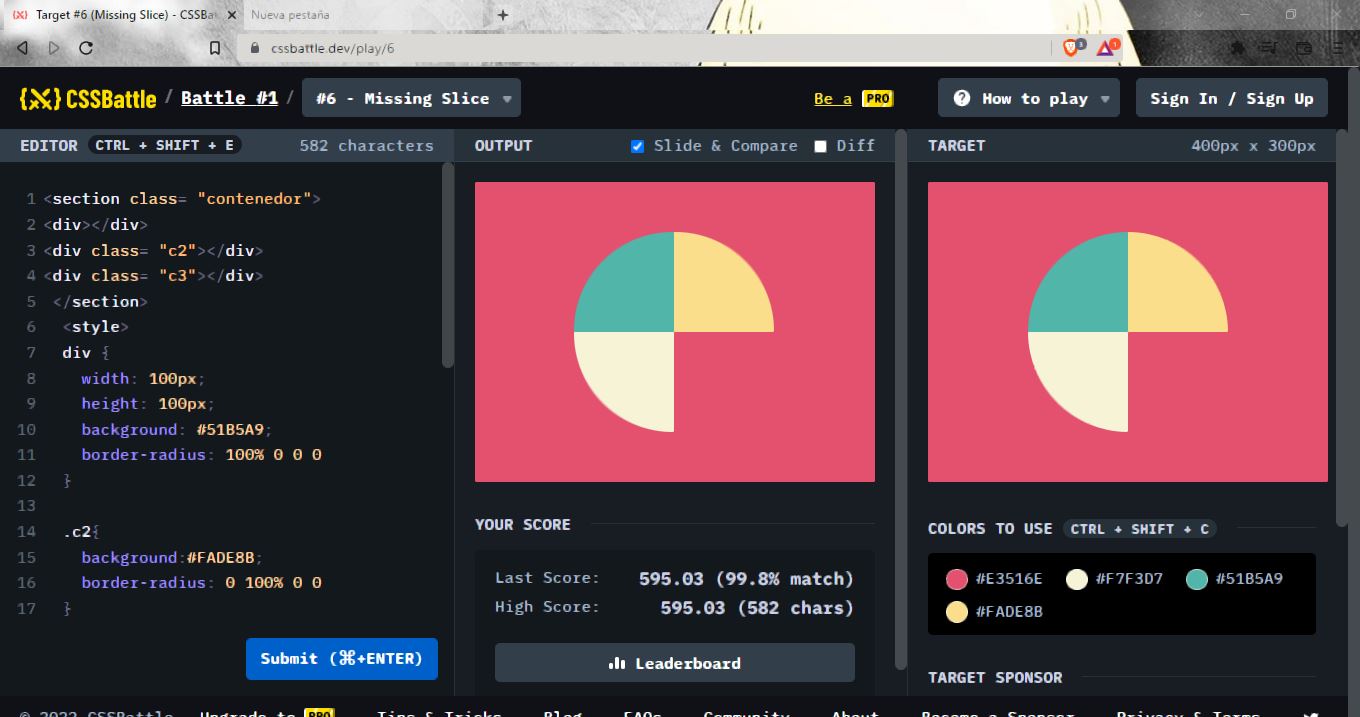 Target #6 (Missing Slice) - CSSBa
Nueva pestaña
cssbattle.dev/play/6
3
1
CSSBattle / Battle #1 / #6 - Missing Slice
Be a PRO
How to play
Sign In / Sign Up
EDITOR CTRL + SHIFT + E 582 characters
1 <section class= "contenedor">
2 <div></div>
3 <div class= "c2"></div>
4 <div class= "c3"></div>
5 </section>
6 <style>
7 div {
8 width: 100px;
9 height: 100px;
10 background: #51B5A9;
11 border-radius: 100% 0 0 0
12 }
13
14 .c2{
15 background:#FADE8B;
16 border-radius: 0 100% 0 0
17 }
Submit (⌘+ENTER)
OUTPUT Slide & Compare Diff
YOUR SCORE
Last Score: 595.03 (99.8% match)
High Score: 595.03 (582 chars)
Leaderboard
TARGET 400px x 300px
COLORS TO USE CTRL + SHIFT + C
#E3516E #F7F3D7 #51B5A9
#FADE8B
TARGET SPONSOR
© 2022 CSSBattle Upgrade to PRO Tips & Tricks Blog FAQs Community About Become a Sponsor Privacy & Terms